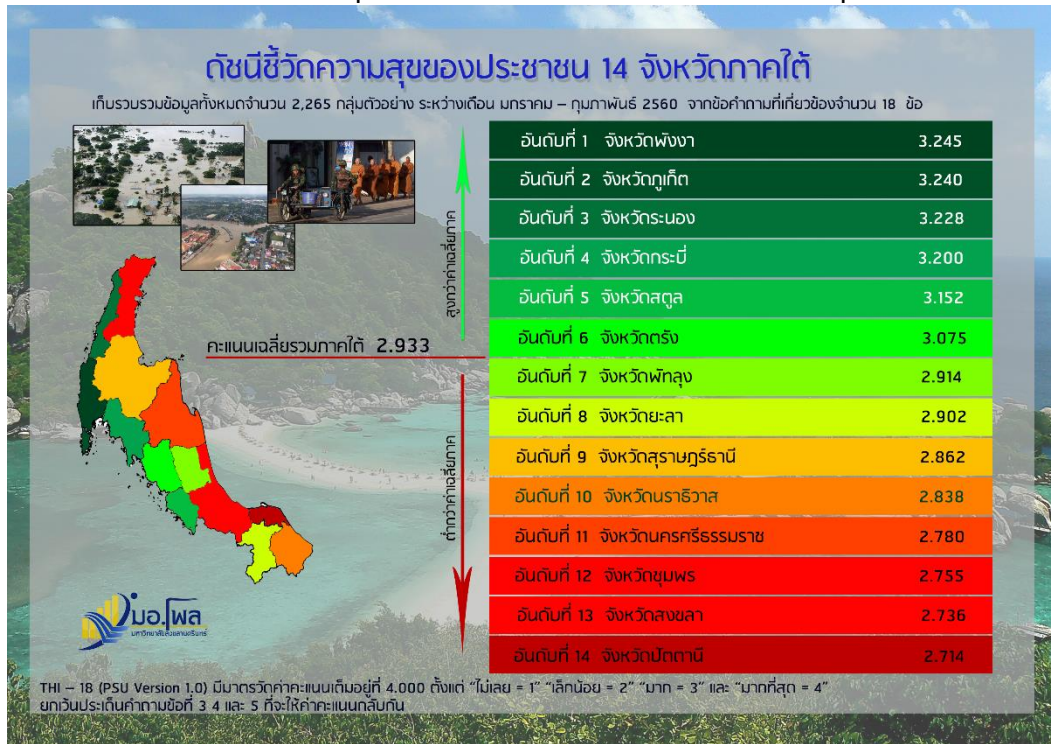 ดัชนีชี้วัดความสุขของประชาชน 14 จังหวัดภาคใต้
เก็บรวบรวมข้อมูลทั้งหมดจำนวน 2,265 กลุ่มตัวอย่าง ระหว่างเดือน มกราคม – กุมภาพันธ์ 2560 จากข้อคำถามที่เกี่ยวข้องจำนวน 18 ข้อ
สูงกว่าค่าเฉลี่ยภาค
อันดับที่ 1 จังหวัดพังงา 3.245
อันดับที่ 2 จังหวัดภูเก็ต 3.240
อันดับที่ 3 จังหวัดระนอง 3.228
อันดับที่ 4 จังหวัดกระบี่ 3.200
อันดับที่ 5 จังหวัดสตูล 3.152
อันดับที่ 6 จังหวัดตรัง 3.075
คะแนนเฉลี่ยรวมภาคใต้ 2.933
ต่ำกว่าค่าเฉลี่ยภาค
อันดับที่ 7 จังหวัดพัทลุง 2.914
อันดับที่ 8 จังหวัดยะลา 2.902
อันดับที่ 9 จังหวัดสุราษฎร์ธานี 2.862
อันดับที่ 10 จังหวัดนราธิวาส 2.838
อันดับที่ 11 จังหวัดนครศรีธรรมราช 2.780
อันดับที่ 12 จังหวัดชุมพร 2.755
อันดับที่ 13 จังหวัดสงขลา 2.736
อันดับที่ 14 จังหวัดปัตตานี 2.714
ม.อ.โพล
มหาวิทยาลัยสงขลานครินทร์
THI – 18 (PSU Version 1.0) มีมาตรวัดค่าคะแนนเต็มอยู่ที่ 4.000 ตั้งแต่ “ไม่เลย = 1” “เล็กน้อย = 2” “มาก = 3” และ “มากที่สุด = 4”
ยกเว้นประเด็นคำถามข้อที่ 3 4 และ 5 ที่จะให้ค่าคะแนนกลับกัน